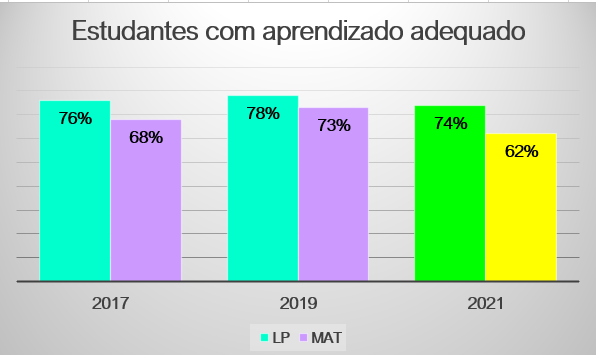 Estudantes com aprendizado adequado
76% 68% 78% 73% 74% 62%
2017 2019 2021
LP MAT